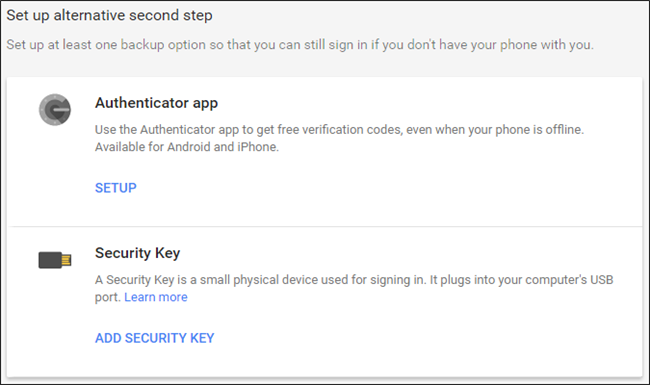 Set up alternative second step
Set up at least one backup option so that you can still sign in if you don't have your phone with you.
Authenticator app
Use the Authenticator app to get free verification codes, even when your phone is offline.
Available for Android and iPhone.
SETUP
Security Key
A Security Key is a small physical device used for signing in. It plugs into your computer's USB
port. Learn more
ADD SECURITY KEY